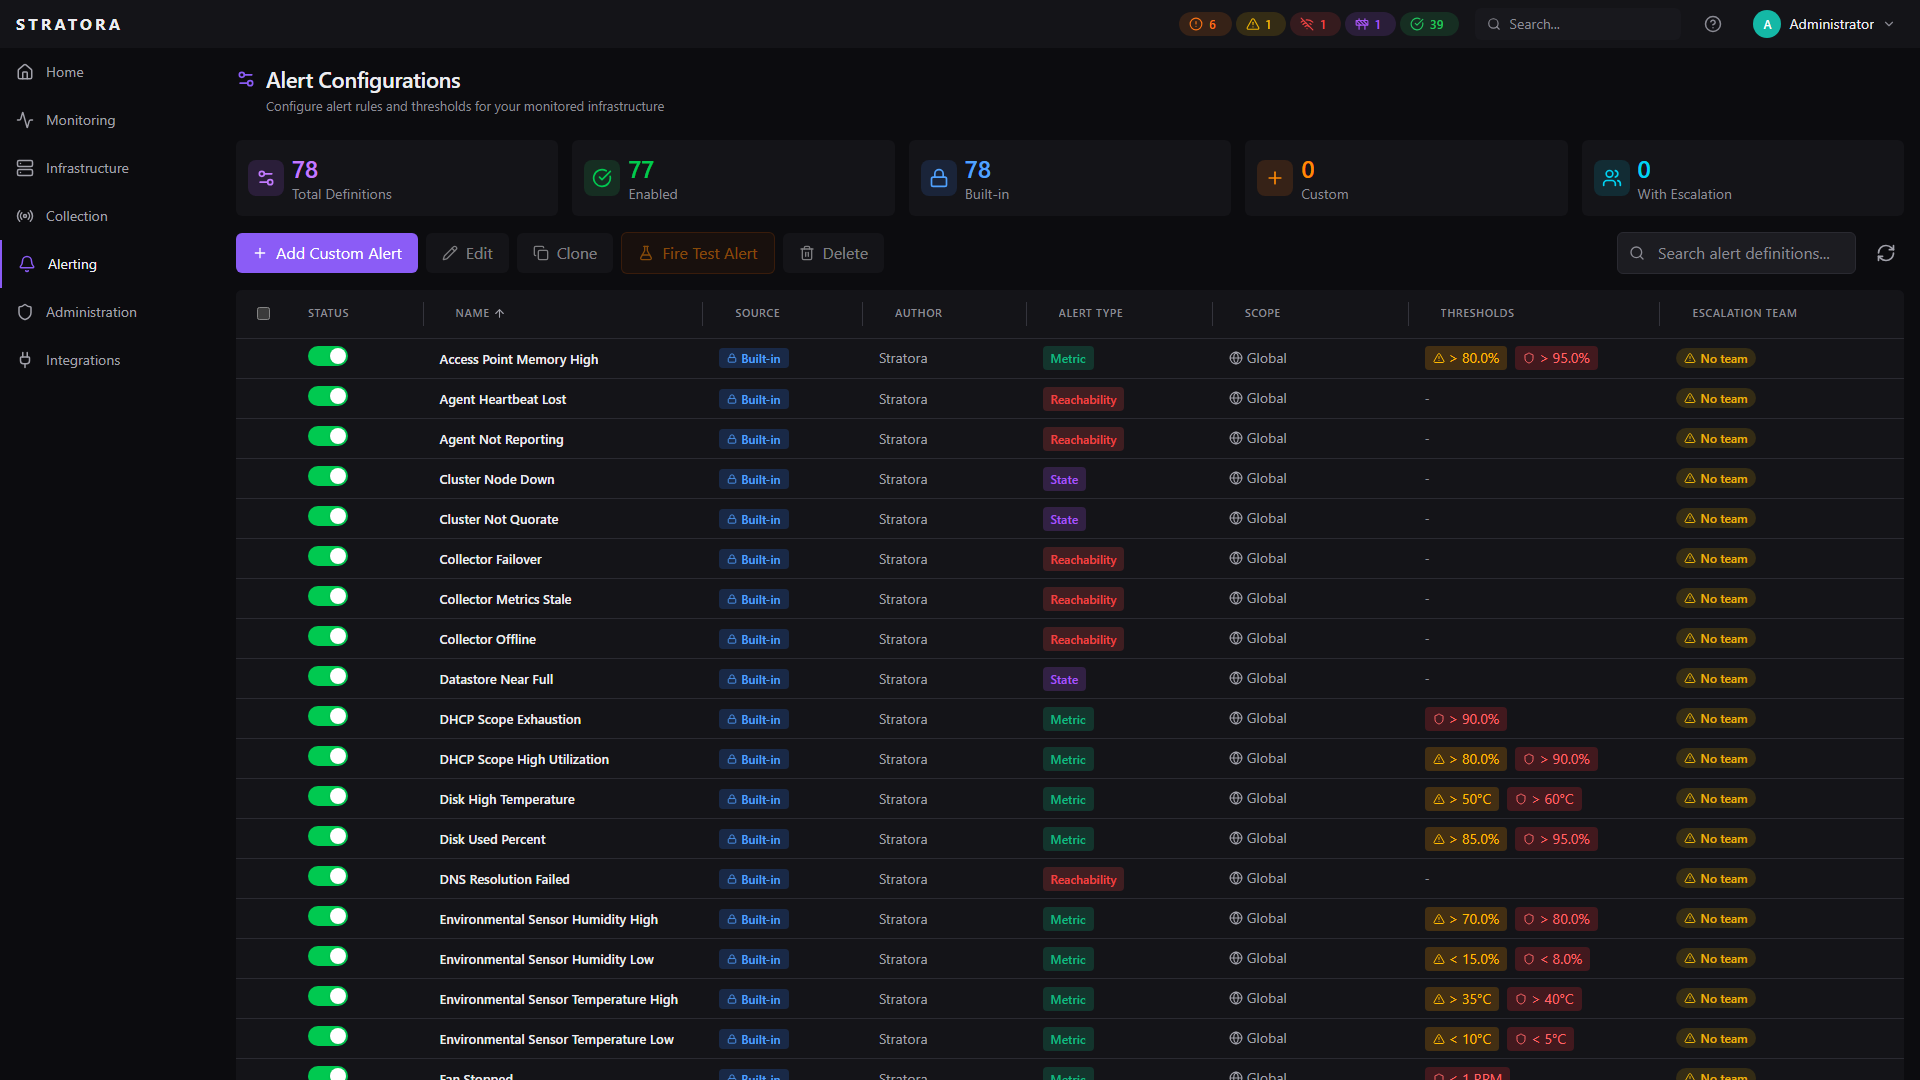 STRATORA
6
1
1
1
39
Search...
A
Administrator
Home
Monitoring
Infrastructure
Collection
Alerting
Administration
Integrations
Alert Configurations
Configure alert rules and thresholds for your monitored infrastructure
78
Total Definitions
77
Enabled
78
Built-in
0
Custom
0
With Escalation
Add Custom Alert
Edit
Clone
Fire Test Alert
Delete
Search alert definitions...
STATUS NAME SOURCE AUTHOR ALERT TYPE SCOPE THRESHOLDS ESCALATION TEAM
Access Point Memory High Built-in Stratora Metric Global > 80.0% > 95.0% No team
Agent Heartbeat Lost Built-in Stratora Reachability Global - No team
Agent Not Reporting Built-in Stratora Reachability Global - No team
Cluster Node Down Built-in Stratora State Global - No team
Cluster Not Quorate Built-in Stratora State Global - No team
Collector Failover Built-in Stratora Reachability Global - No team
Collector Metrics Stale Built-in Stratora Reachability Global - No team
Collector Offline Built-in Stratora Reachability Global - No team
Datastore Near Full Built-in Stratora State Global - No team
DHCP Scope Exhaustion Built-in Stratora Metric Global > 90.0% No team
DHCP Scope High Utilization Built-in Stratora Metric Global > 80.0% > 90.0% No team
Disk High Temperature Built-in Stratora Metric Global > 50°C > 60°C No team
Disk Used Percent Built-in Stratora Metric Global > 85.0% > 95.0% No team
DNS Resolution Failed Built-in Stratora Reachability Global - No team
Environmental Sensor Humidity High Built-in Stratora Metric Global > 70.0% > 80.0% No team
Environmental Sensor Humidity Low Built-in Stratora Metric Global < 15.0% < 8.0% No team
Environmental Sensor Temperature High Built-in Stratora Metric Global > 35°C > 40°C No team
Environmental Sensor Temperature Low Built-in Stratora Metric Global < 10°C < 5°C No team
Fan Stopped Built-in Stratora Metric Global < 1 RPM No team